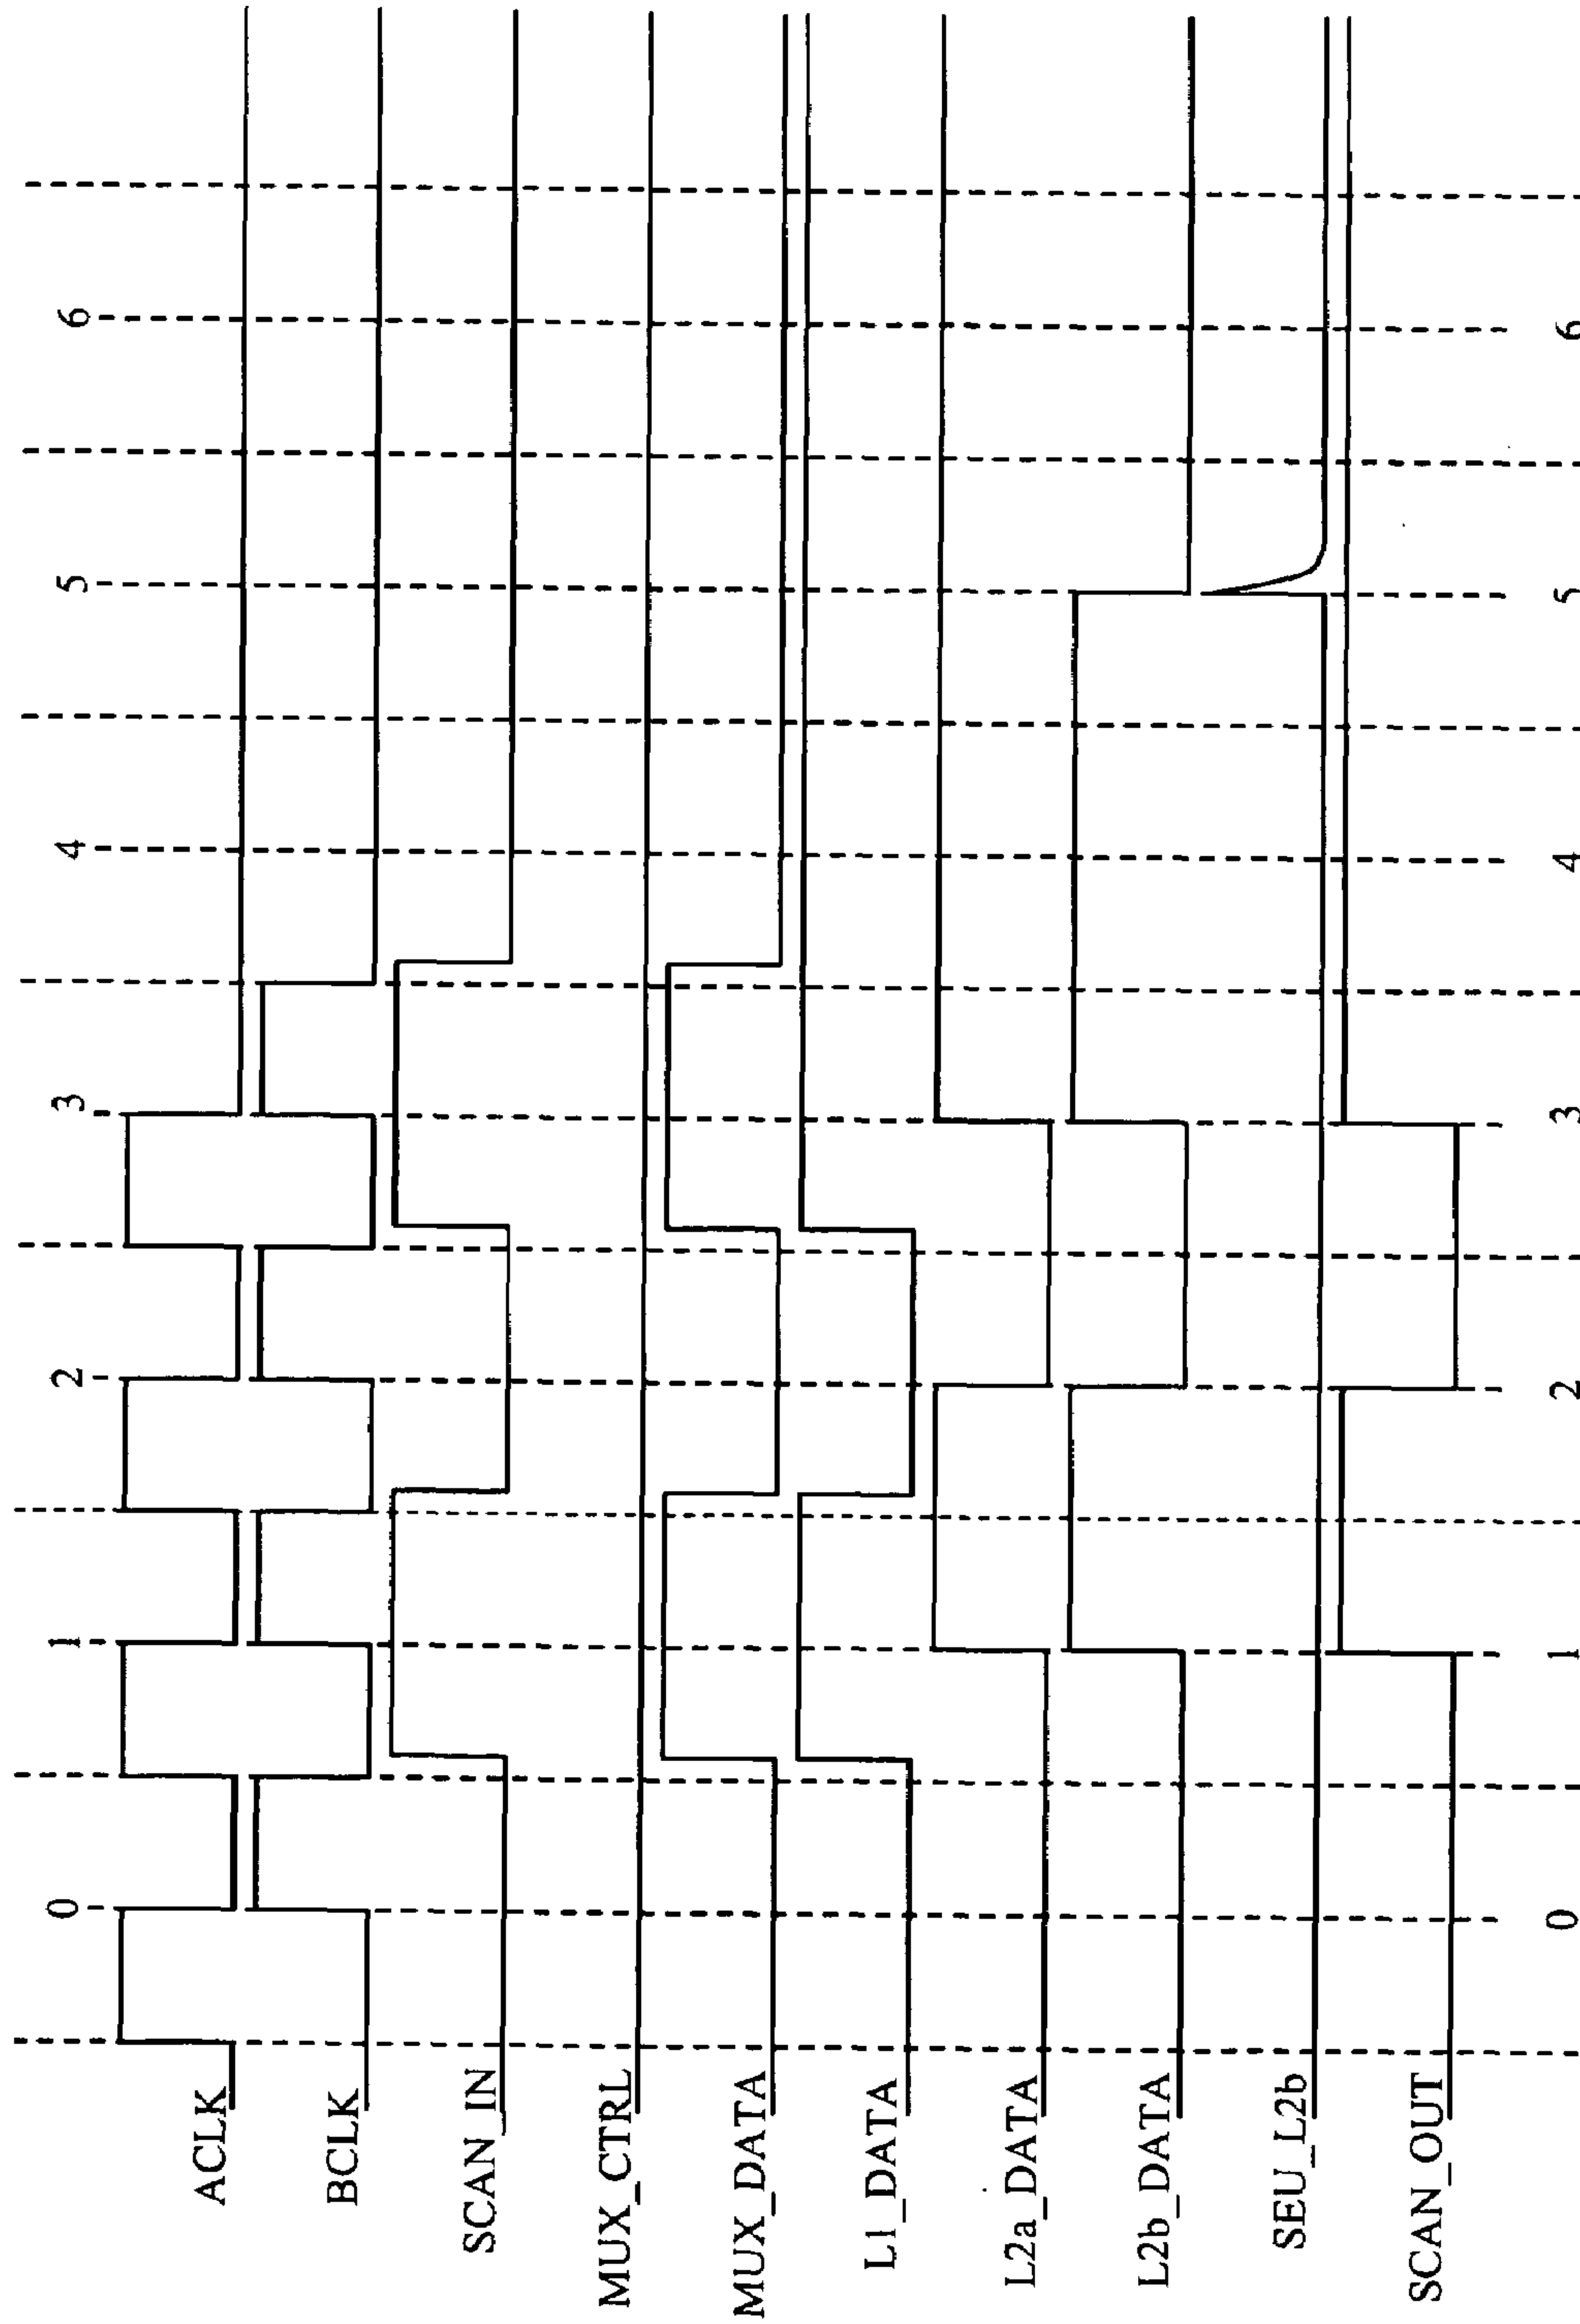 0 1 2 3 4 5 6
ACLK
BCLK
SCAN_IN
MUX_CTRL
MUX_DATA
L1_DATA
L2a_DATA
L2b_DATA
SEU_L2b
SCAN_OUT
0 1 2 3 4 5 6